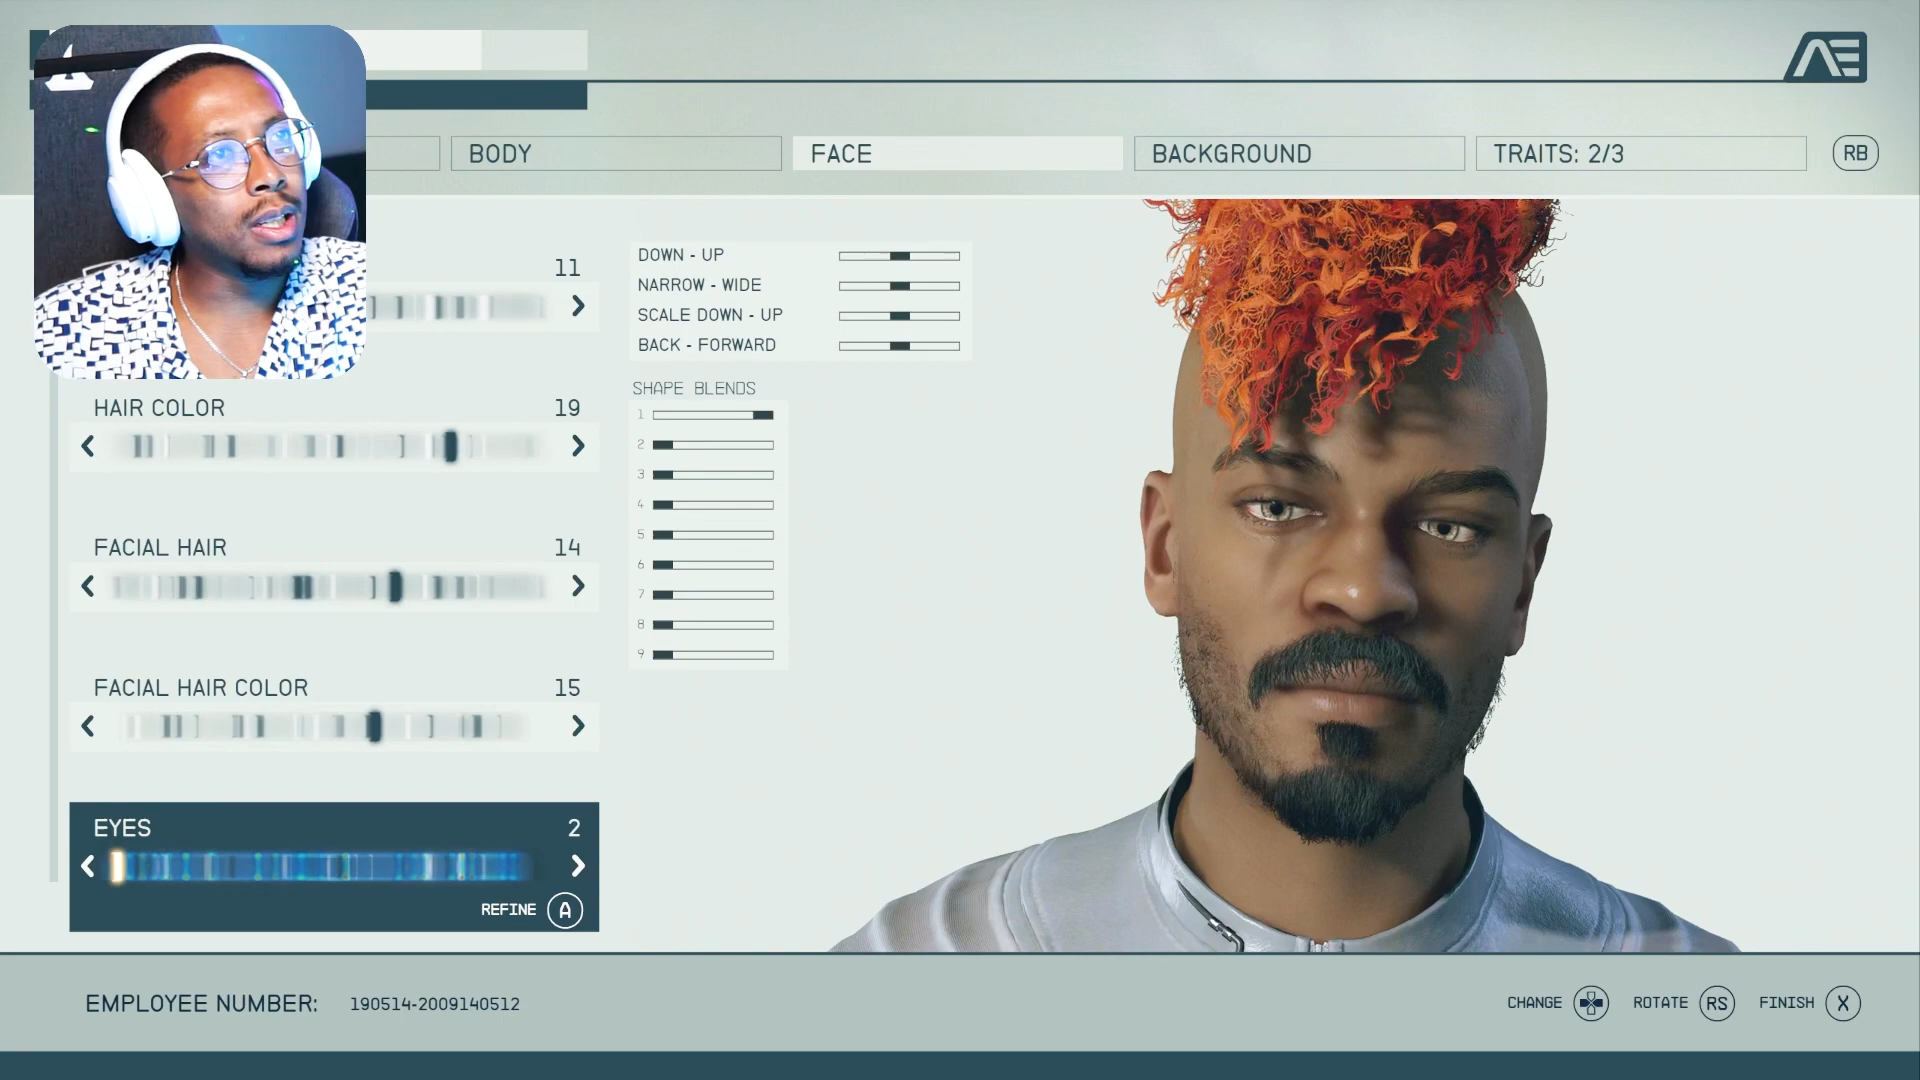 BODY
FACE
BACKGROUND
TRAITS: 2/3
RB
11
HAIR COLOR 19
FACIAL HAIR 14
FACIAL HAIR COLOR 15
EYES 2
REFINE A
DOWN - UP
NARROW - WIDE
SCALE DOWN - UP
BACK - FORWARD
SHAPE BLENDS
1
2
3
4
5
6
7
8
9
EMPLOYEE NUMBER: 190514-2009140512
CHANGE
ROTATE RS
FINISH X
AE